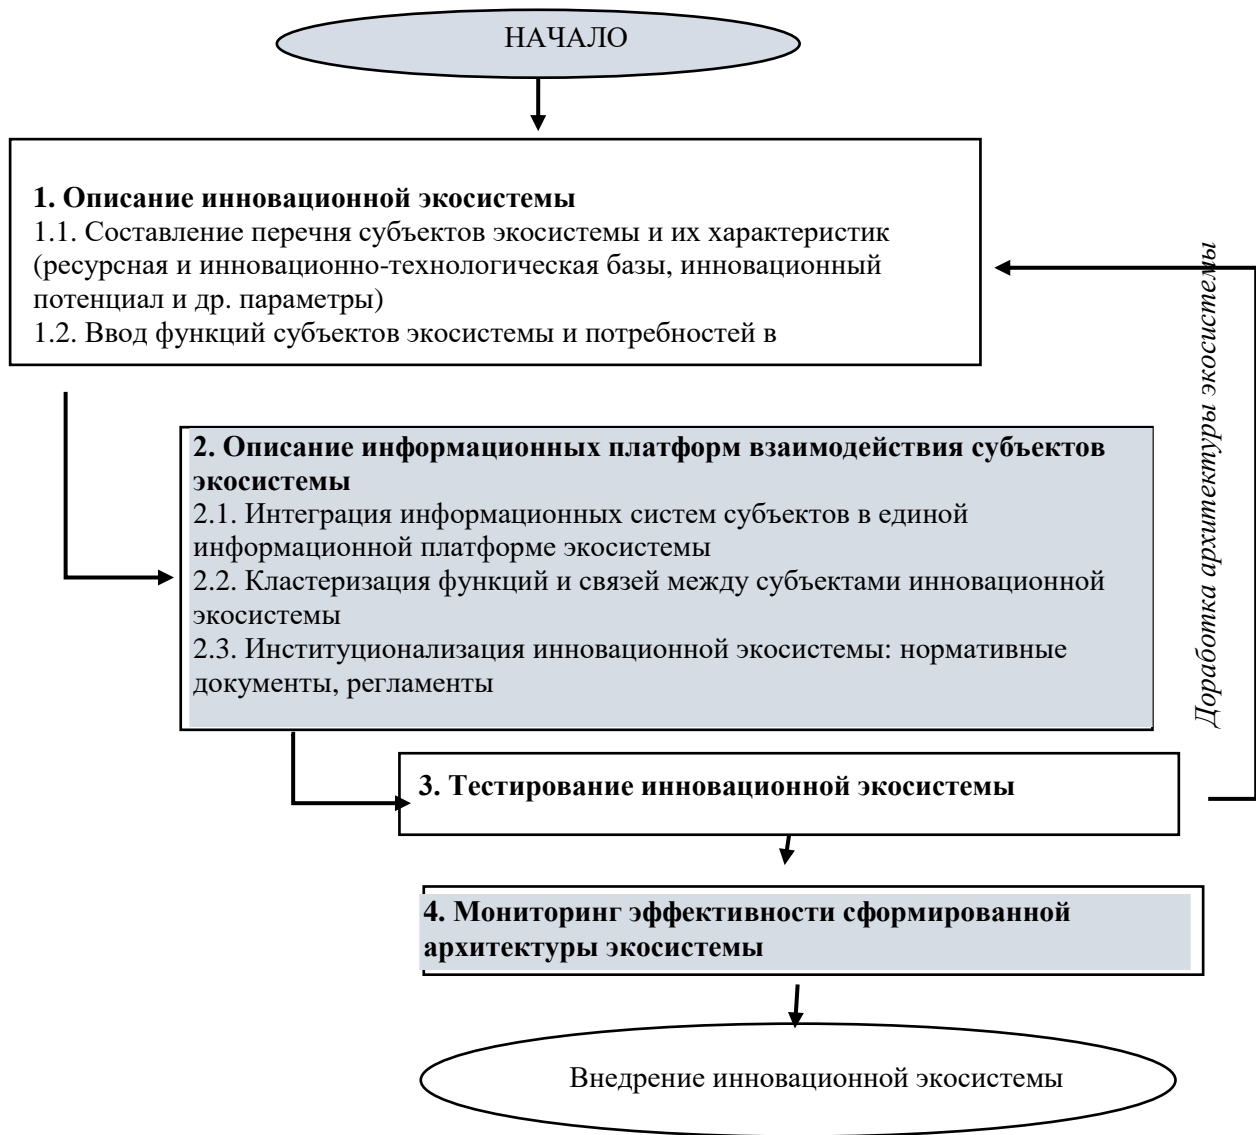 НАЧАЛО
1. Описание инновационной экосистемы
1.1. Составление перечня субъектов экосистемы и их характеристик
(ресурсная и инновационно-технологическая базы, инновационный
потенциал и др. параметры)
1.2. Ввод функций субъектов экосистемы и потребностей в
Доработка архитектуры экосистемы
2. Описание информационных платформ взаимодействия субъектов
экосистемы
2.1. Интеграция информационных систем субъектов в единой
информационной платформе экосистемы
2.2. Кластеризация функций и связей между субъектами инновационной
экосистемы
2.3. Институционализация инновационной экосистемы: нормативные
документы, регламенты
3. Тестирование инновационной экосистемы
4. Мониторинг эффективности сформированной
архитектуры экосистемы
Внедрение инновационной экосистемы